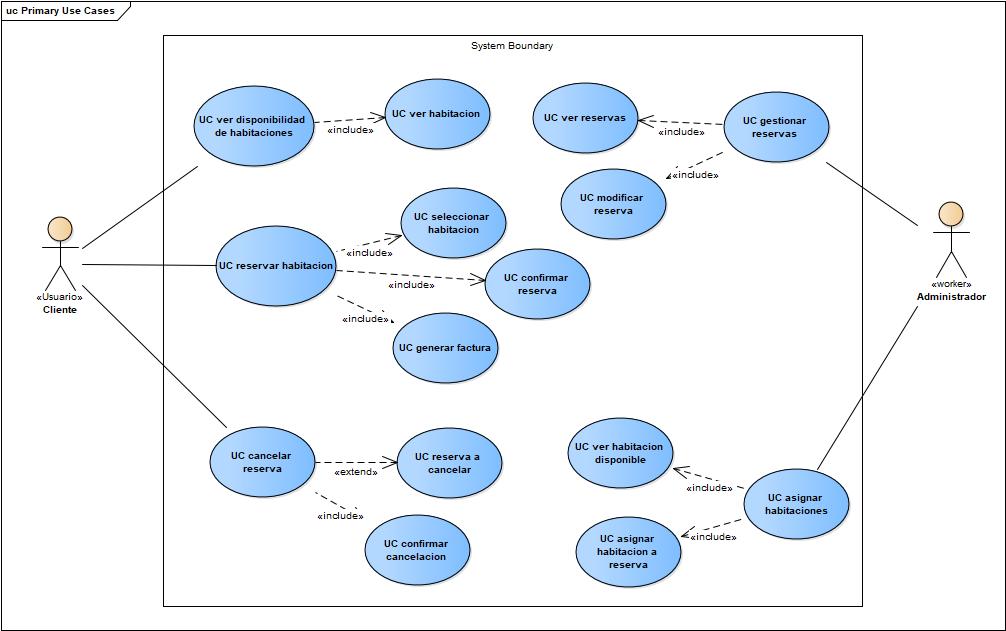 uc Primary Use Cases
System Boundary
UC ver disponibilidad
de habitaciones
«include»
UC ver habitacion
UC ver reservas
«include»
UC gestionar
reservas
«include»
UC modificar
reserva
UC seleccionar
habitacion
«include»
UC reservar habitacion
«include»
UC confirmar
reserva
«include»
UC generar factura
«Usuario»
Cliente
«worker»
Administrador
UC cancelar
reserva
«extend»
UC reserva a
cancelar
«include»
UC confirmar
cancelacion
UC ver habitacion
disponible
«include»
UC asignar
habitaciones
«include»
UC asignar
habitacion a
reserva